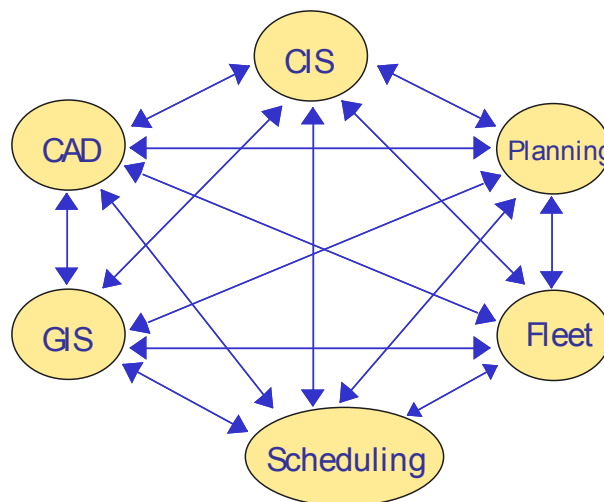 CIS
CAD
Planning
GIS
Fleet
Scheduling